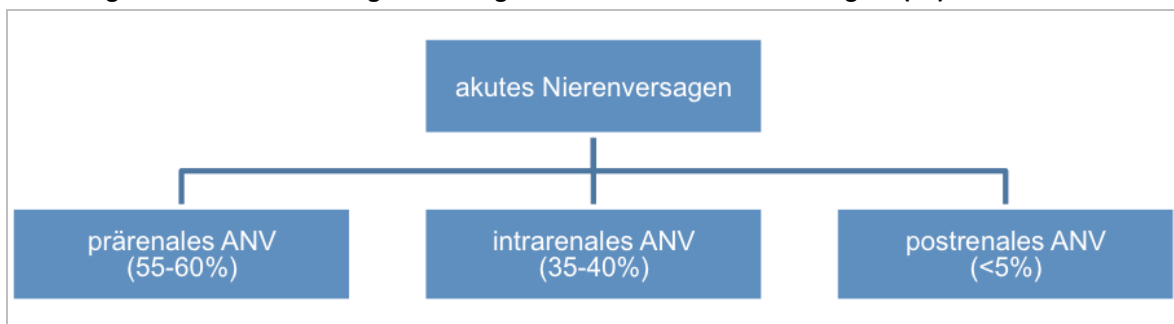 akutes Nierenversagen
prärenales ANV
(55-60%)
intrarenales ANV
(35-40%)
postrenales ANV
(<5%)